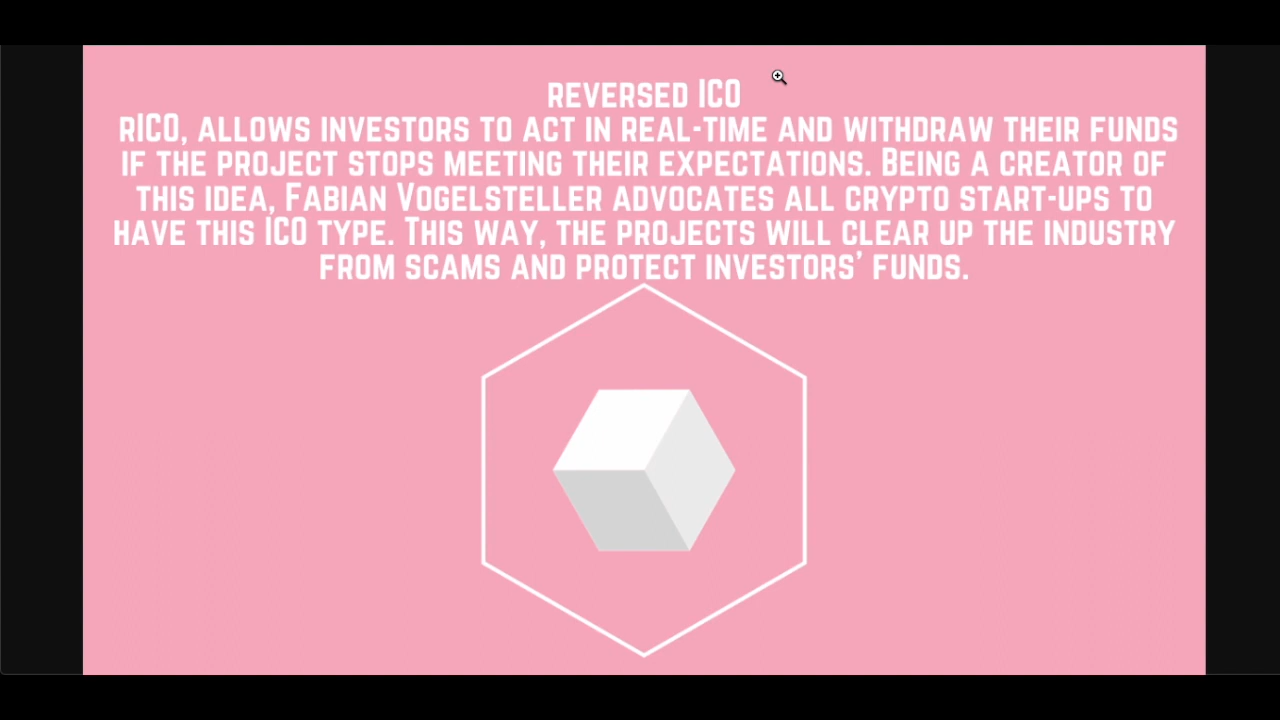 REVERSED ICO
rICO, ALLOWS INVESTORS TO ACT IN REAL-TIME AND WITHDRAW THEIR FUNDS
IF THE PROJECT STOPS MEETING THEIR EXPECTATIONS. BEING A CREATOR OF
THIS IDEA, FABIAN VOGELSTELLER ADVOCATES ALL CRYPTO START-UPS TO
HAVE THIS ICO TYPE. THIS WAY, THE PROJECTS WILL CLEAR UP THE INDUSTRY
FROM SCAMS AND PROTECT INVESTORS' FUNDS.